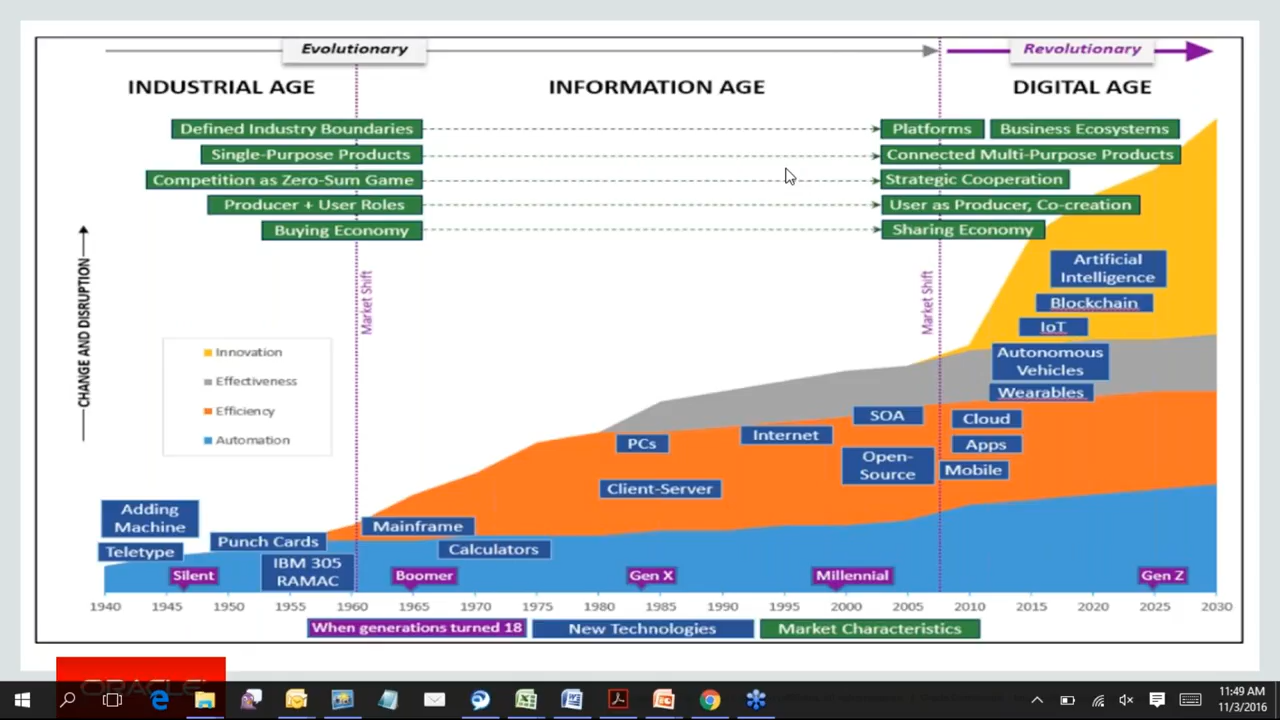 Evolutionary
Revolutionary
INDUSTRIAL AGE
INFORMATION AGE
DIGITAL AGE
Defined Industry Boundaries
Platforms
Business Ecosystems
Single-Purpose Products
Connected Multi-Purpose Products
Competition as Zero-Sum Game
Strategic Cooperation
Producer + User Roles
User as Producer, Co-creation
Buying Economy
Sharing Economy
CHANGE AND DISRUPTION
Market Shift
Market Shift
Innovation
Effectiveness
Efficiency
Automation
Artificial
Intelligence
Blockchain
IoT
Autonomous
Vehicles
Wearables
Cloud
Apps
Mobile
SOA
Open-
Source
Internet
PCs
Client-Server
Mainframe
Calculators
Adding
Machine
Teletype
Punch Cards
IBM 305
RAMAC
Silent
Boomer
Gen X
Millennial
Gen Z
1940 1945 1950 1955 1960 1965 1970 1975 1980 1985 1990 1995 2000 2005 2010 2015 2020 2025 2030
When generations turned 18
New Technologies
Market Characteristics
ORACLE
11:49 AM
11/3/2016